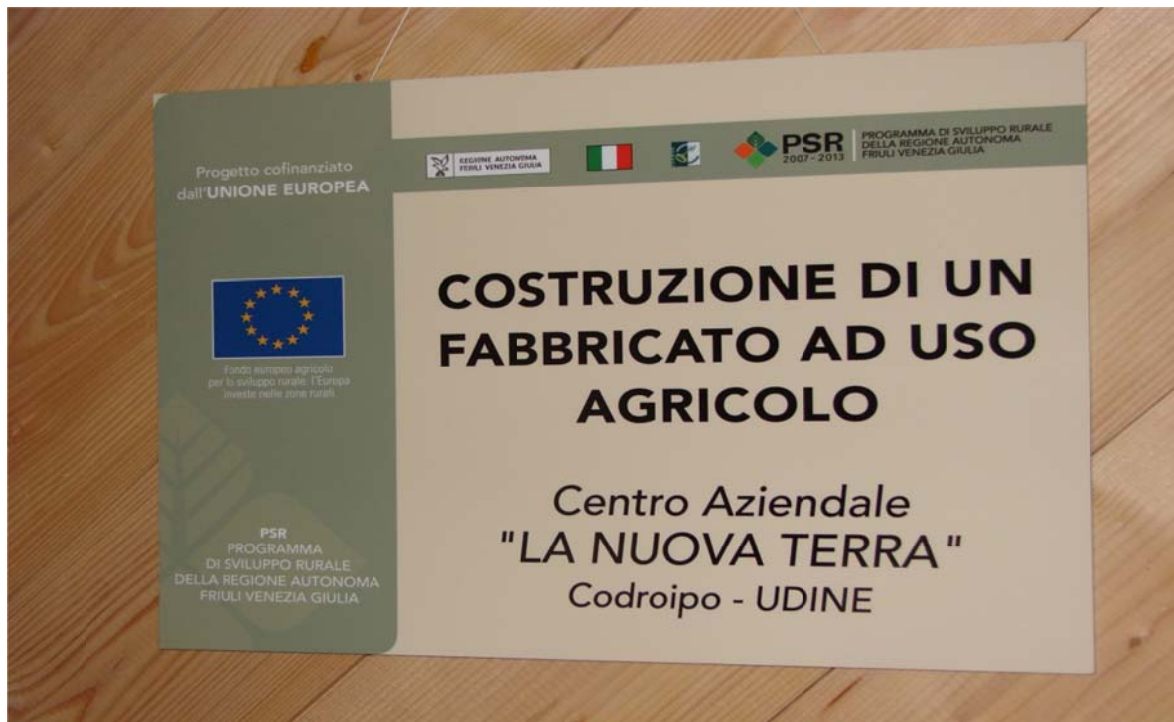 Progetto cofinanziato
dall'UNIONE EUROPEA
Fondo europeo agricolo
per lo sviluppo rurale: l'Europa
investe nelle zone rurali
PSR
PROGRAMMA
DI SVILUPPO RURALE
DELLA REGIONE AUTONOMA
FRIULI VENEZIA GIULIA
REGIONE AUTONOMA
FRIULI VENEZIA GIULIA
PSR
2007-2013
PROGRAMMA DI SVILUPPO RURALE
DELLA REGIONE AUTONOMA
FRIULI VENEZIA GIULIA
COSTRUZIONE DI UN
FABBRICATO AD USO
AGRICOLO
Centro Aziendale
"LA NUOVA TERRA"
Codroipo - UDINE